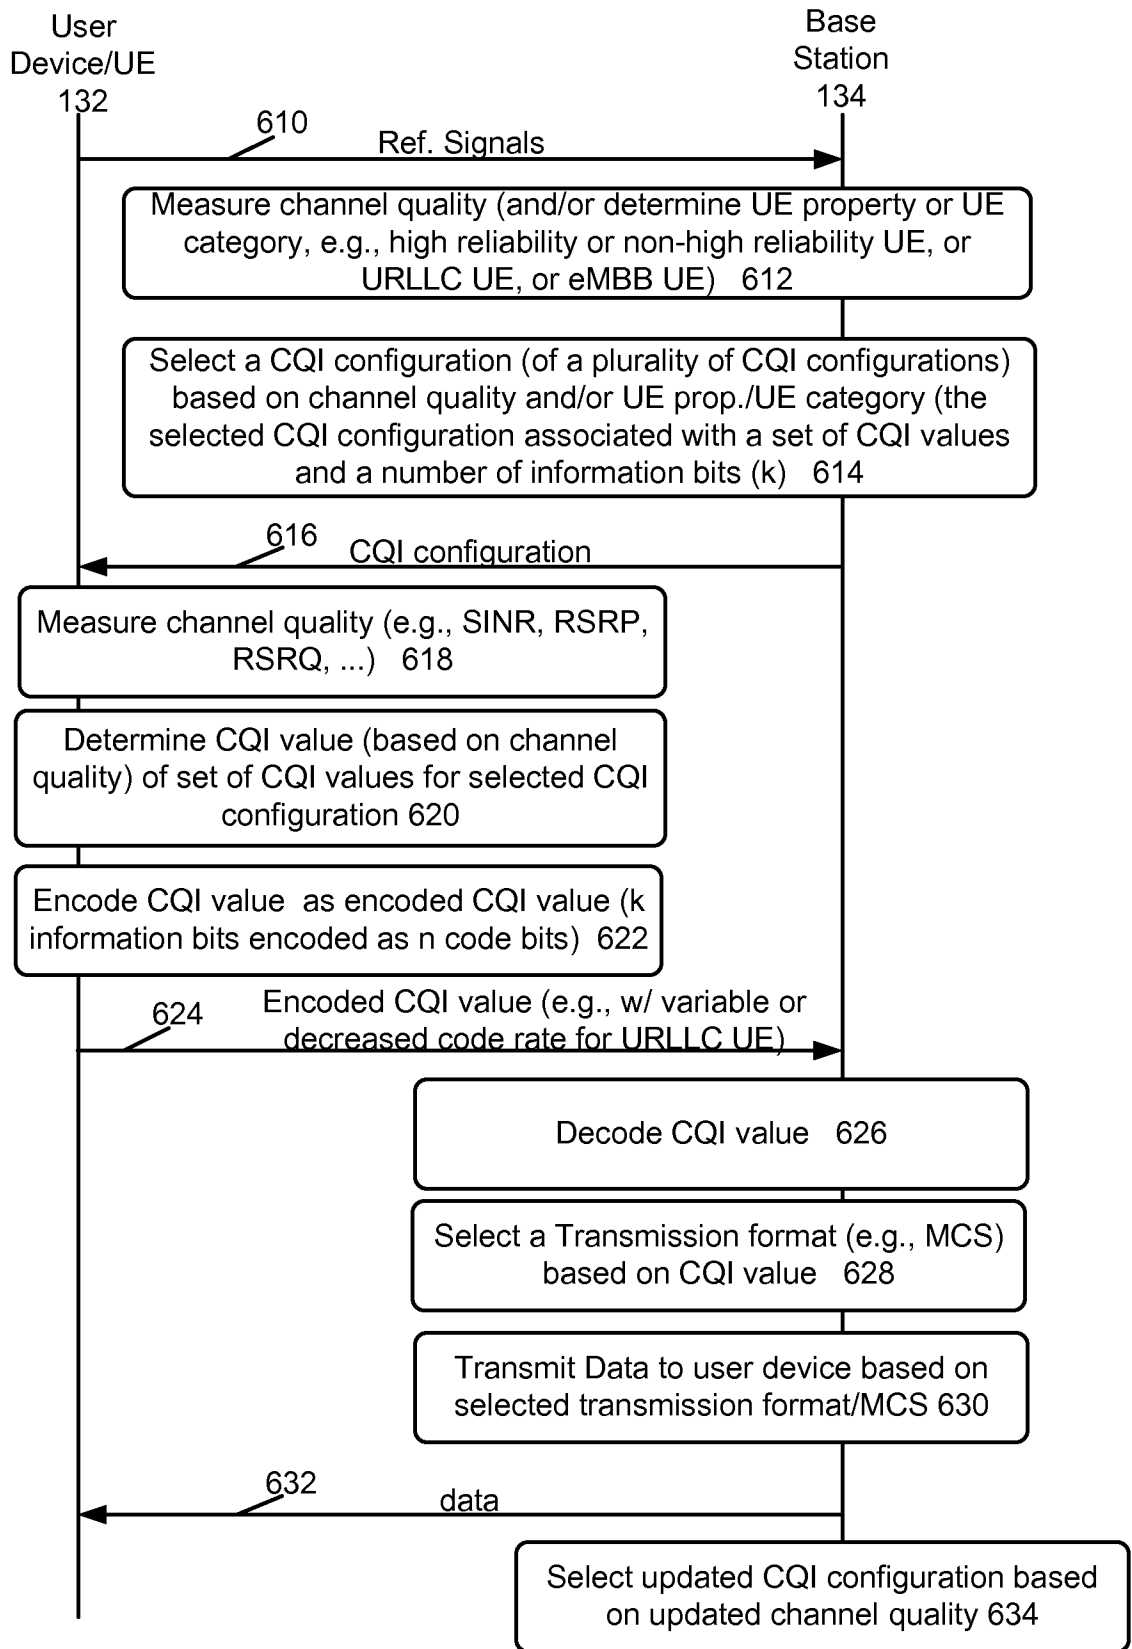 User
Device/UE
132
Base
Station
134
610
Ref. Signals
Measure channel quality (and/or determine UE property or UE
category, e.g., high reliability or non-high reliability UE, or
URLLC UE, or eMBB UE) 612
Select a CQI configuration (of a plurality of CQI configurations)
based on channel quality and/or UE prop./UE category (the
selected CQI configuration associated with a set of CQI values
and a number of information bits (k) 614
616
CQI configuration
Measure channel quality (e.g., SINR, RSRP,
RSRQ, ...) 618
Determine CQI value (based on channel
quality) of set of CQI values for selected CQI
configuration 620
Encode CQI value as encoded CQI value (k
information bits encoded as n code bits) 622
624
Encoded CQI value (e.g., w/ variable or
decreased code rate for URLLC UE)
Decode CQI value 626
Select a Transmission format (e.g., MCS)
based on CQI value 628
Transmit Data to user device based on
selected transmission format/MCS 630
632
data
Select updated CQI configuration based
on updated channel quality 634